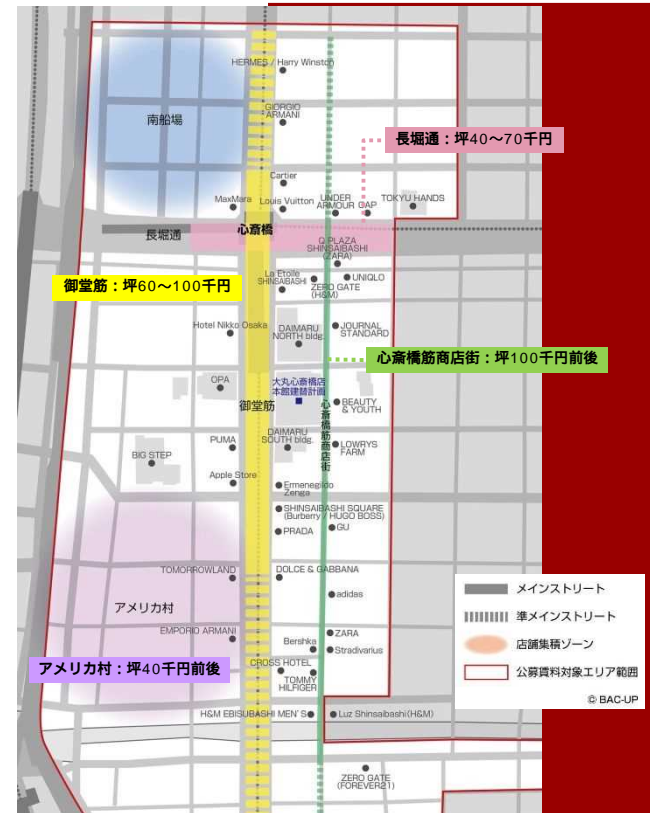 HERMES / Harry Winston
南船場
GIORGIO
ARMANI
長堀通：坪40～70千円
Cartier
MaxMara
Louis Vuitton
UNDER
ARMOUR
GAP
TOKYU HANDS
長堀通
心斎橋
Q PLAZA
SHINSAIBASHI
(ZARA)
La Etoile
SHINSAIBASHI
UNIQLO
ZERO GATE
(H&M)
御堂筋：坪60～100千円
Hotel Nikko Osaka
DAIMARU
NORTH bldg.
JOURNAL
STANDARD
心斎橋筋商店街：坪100千円前後
OPA
大丸心斎橋店
本館建替計画
御堂筋
心斎橋筋商店街
BEAUTY
& YOUTH
PUMA
DAIMARU
SOUTH bldg.
LOWRYS
FARM
BIG STEP
Apple Store
Ermenegildo
Zenga
SHINSAIBASHI SQUARE
(Burberry / HUGO BOSS)
PRADA
GU
TOMORROWLAND
DOLCE & GABBANA
adidas
アメリカ村
EMPORIO ARMANI
ZARA
Bershka
Stradivarius
アメリカ村：坪40千円前後
CROSS HOTEL
TOMMY
HILFIGER
H&M EBISUBASHI MEN'S
Luz Shinsaibashi(H&M)
ZERO GATE
(FOREVER21)
メインストリート
準メインストリート
店舗集積ゾーン
公募賃料対象エリア範囲
© BAC-UP